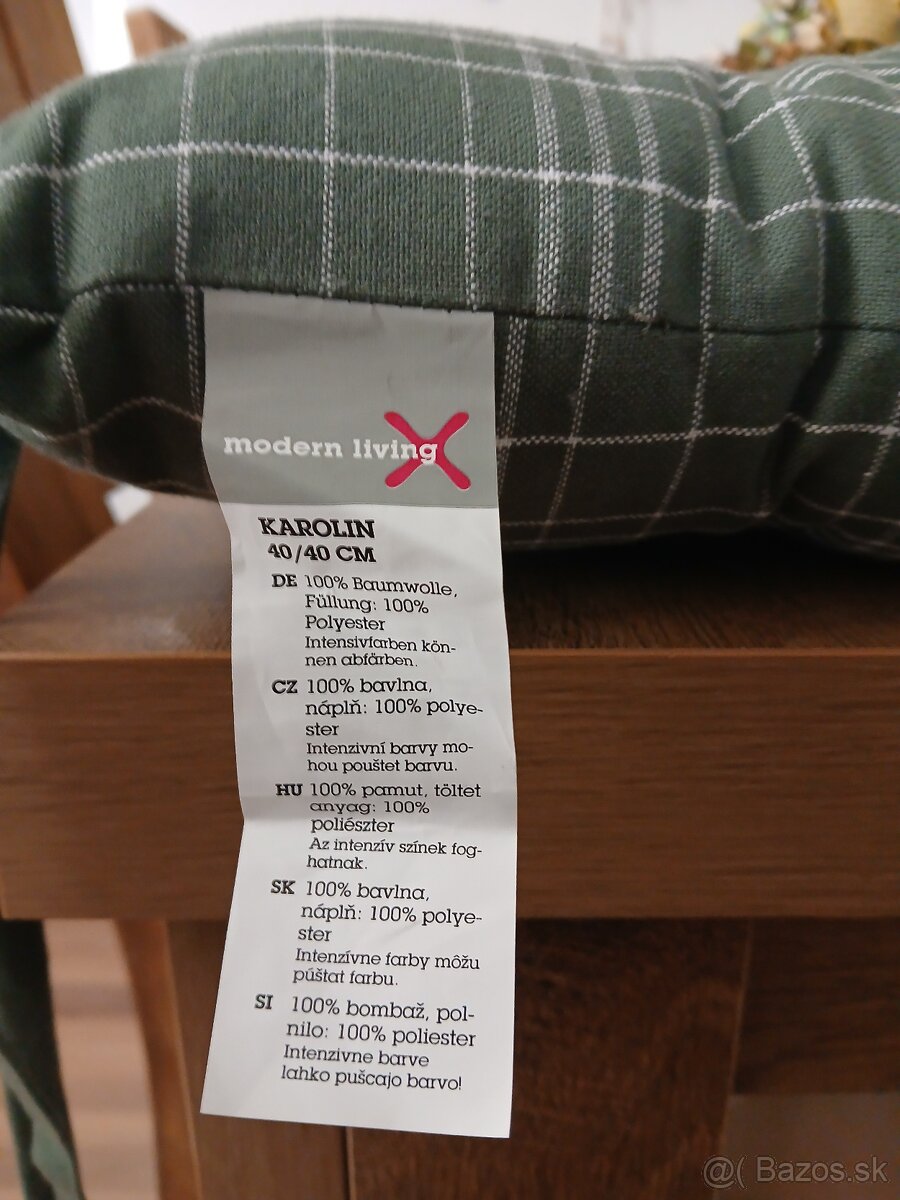 modern living
KAROLIN
40/40 CM
DE 100% Baumwolle,
Füllung: 100%
Polyester
Intensivfarben kön-
nen abfärben.
CZ 100% bavlna,
náplň: 100% polye-
ster
Intenzivní barvy mo-
hou pouštet barvu.
HU 100% pamut, töltet
anyag: 100%
poliészter
Az intenzív színek fog-
hatnak.
SK 100% bavlna,
náplň: 100% polye-
ster
Intenzívne farby môžu
púštat farbu.
SI 100% bombaž, pol-
nilo: 100% poliester
Intenzivne barve
lahko pušcajo barvo!
@( Bazos.sk